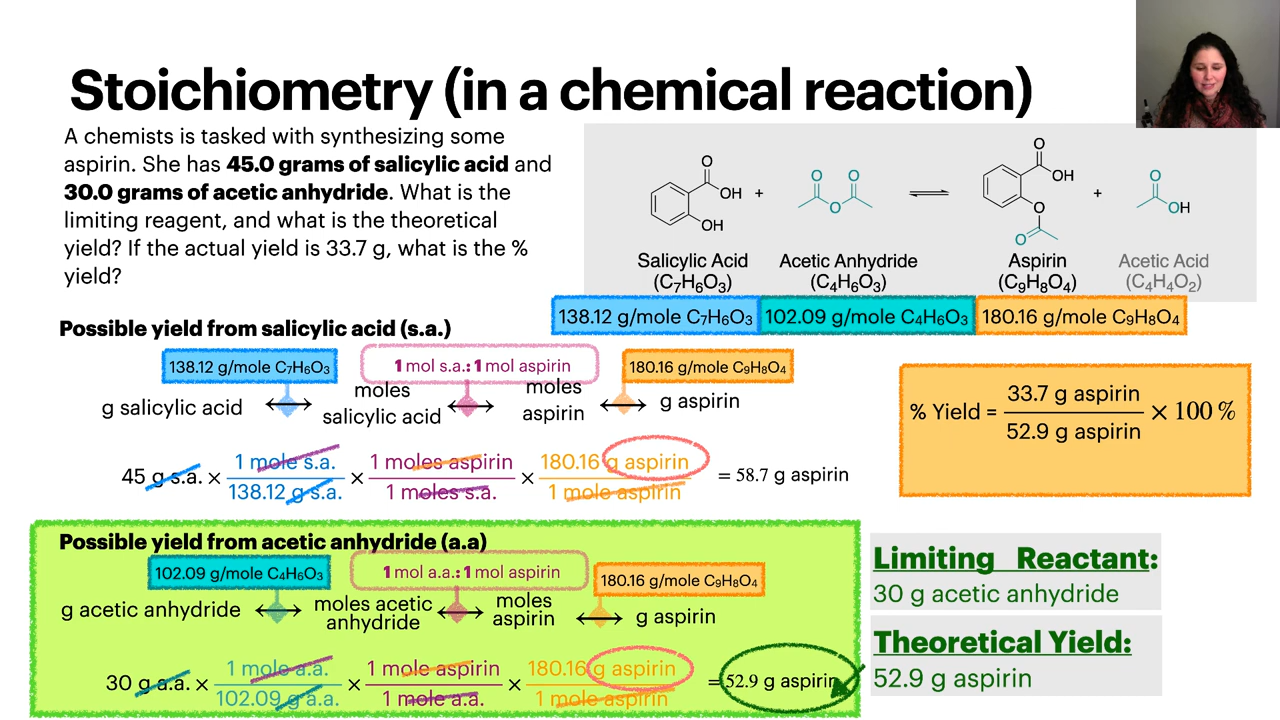 Stoichiometry (in a chemical reaction)
A chemists is tasked with synthesizing some
aspirin. She has 45.0 grams of salicylic acid and
30.0 grams of acetic anhydride. What is the
limiting reagent, and what is the theoretical
yield? If the actual yield is 33.7 g, what is the %
yield?
O
OH
OH
+
O
O
O
O
OH
O
O
+
O
OH
Salicylic Acid
(C₇H₆O₃)
Acetic Anhydride
(C₄H₆O₃)
Aspirin
(C₉H₈O₄)
Acetic Acid
(C₄H₄O₂)
138.12 g/mole C₇H₆O₃
102.09 g/mole C₄H₆O₃
180.16 g/mole C₉H₈O₄
Possible yield from salicylic acid (s.a.)
138.12 g/mole C₇H₆O₃
1 mol s.a.: 1 mol aspirin
180.16 g/mole C₉H₈O₄
g salicylic acid
moles
salicylic acid
moles
aspirin
g aspirin
45 g s.a. × 1 mole s.a. / 138.12 g s.a. × 1 moles aspirin / 1 moles s.a. × 180.16 g aspirin / 1 mole aspirin = 58.7 g aspirin
% Yield = 33.7 g aspirin / 52.9 g aspirin × 100 %
Possible yield from acetic anhydride (a.a)
102.09 g/mole C₄H₆O₃
1 mol a.a.: 1 mol aspirin
180.16 g/mole C₉H₈O₄
g acetic anhydride
moles acetic
anhydride
moles
aspirin
g aspirin
30 g a.a. × 1 mole a.a. / 102.09 g a.a. × 1 mole aspirin / 1 mole a.a. × 180.16 g aspirin / 1 mole aspirin = 52.9 g aspirin
Limiting Reactant:
30 g acetic anhydride
Theoretical Yield:
52.9 g aspirin